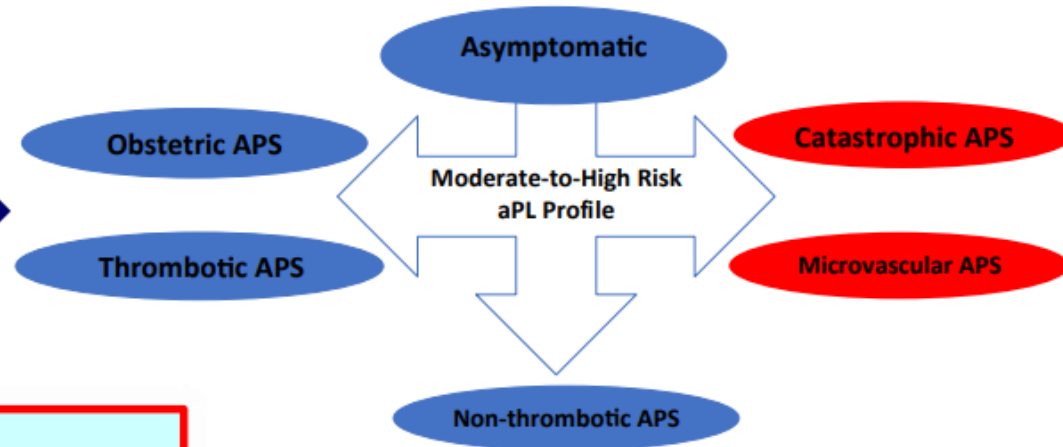 Asymptomatic
Obstetric APS
Catastrophic APS
Moderate-to-High Risk
aPL Profile
Thrombotic APS
Microvascular APS
Non-thrombotic APS